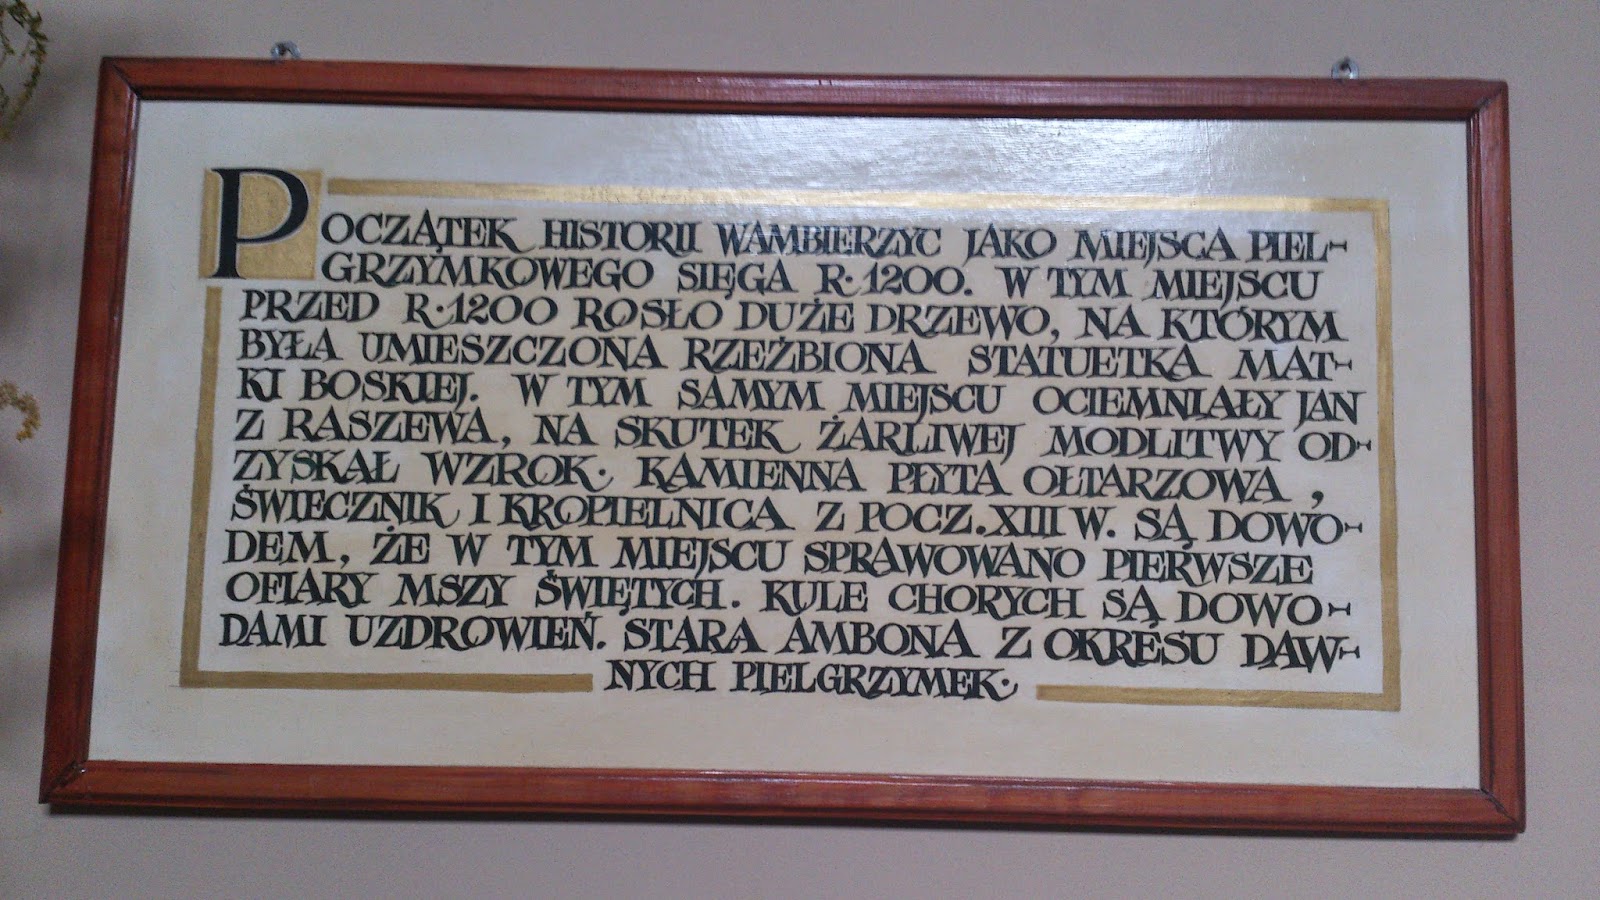 POCZĄTEK HISTORII WAMBIERZYC JAKO MIEJSCA PIEL-
GRZYMKOWEGO SIĘGA R·1200. W TYM MIEJSCU
PRZED R·1200 ROSŁO DUŻE DRZEWO, NA KTÓRYM
BYŁA UMIESZCZONA RZEŹBIONA STATUETKA MAT-
KI BOSKIEJ. W TYM SAMYM MIEJSCU OCIEMNIAŁY JAN
Z RASZEWA, NA SKUTEK ŻARLIWEJ MODLITWY OD-
ZYSKAŁ WZROK· KAMIENNA PŁYTA OŁTARZOWA,
ŚWIECZNIK I KROPIELNICA Z POCZ.XIII W. SĄ DOWO-
DEM, ŻE W TYM MIEJSCU SPRAWOWANO PIERWSZE
OFIARY MSZY ŚWIĘTYCH. KULE CHORYCH SĄ DOWO-
DAMI UZDROWIEŃ. STARA AMBONA Z OKRESU DAW-
NYCH PIELGRZYMEK·